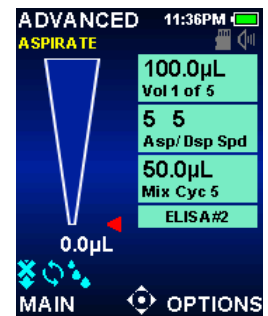 ADVANCED 11:36PM
ASPIRATE
100.0µL
Vol 1 of 5
5 5
Asp/Dsp Spd
50.0µL
Mix Cyc 5
ELISA#2
0.0µL
MAIN OPTIONS